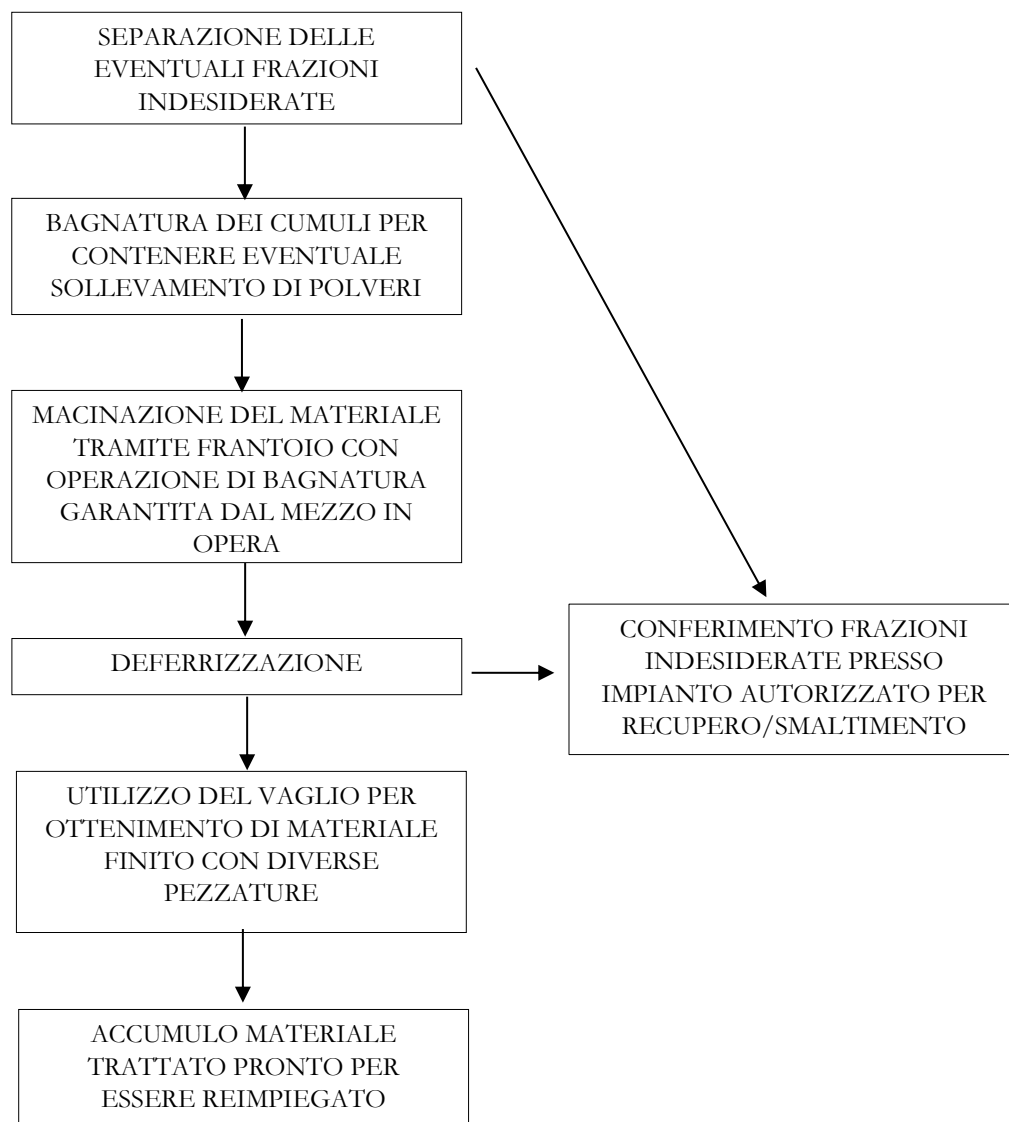 SEPARAZIONE DELLE
EVENTUALI FRAZIONI
INDESIDERATE
BAGNATURA DEI CUMULI PER
CONTENERE EVENTUALE
SOLLEVAMENTO DI POLVERI
MACINAZIONE DEL MATERIALE
TRAMITE FRANTOIO CON
OPERAZIONE DI BAGNATURA
GARANTITA DAL MEZZO IN
OPERA
DEFERRIZZAZIONE
CONFERIMENTO FRAZIONI
INDESIDERATE PRESSO
IMPIANTO AUTORIZZATO PER
RECUPERO/SMALTIMENTO
UTILIZZO DEL VAGLIO PER
OTTENIMENTO DI MATERIALE
FINITO CON DIVERSE
PEZZATURE
ACCUMULO MATERIALE
TRATTATO PRONTO PER
ESSERE REIMPIEGATO